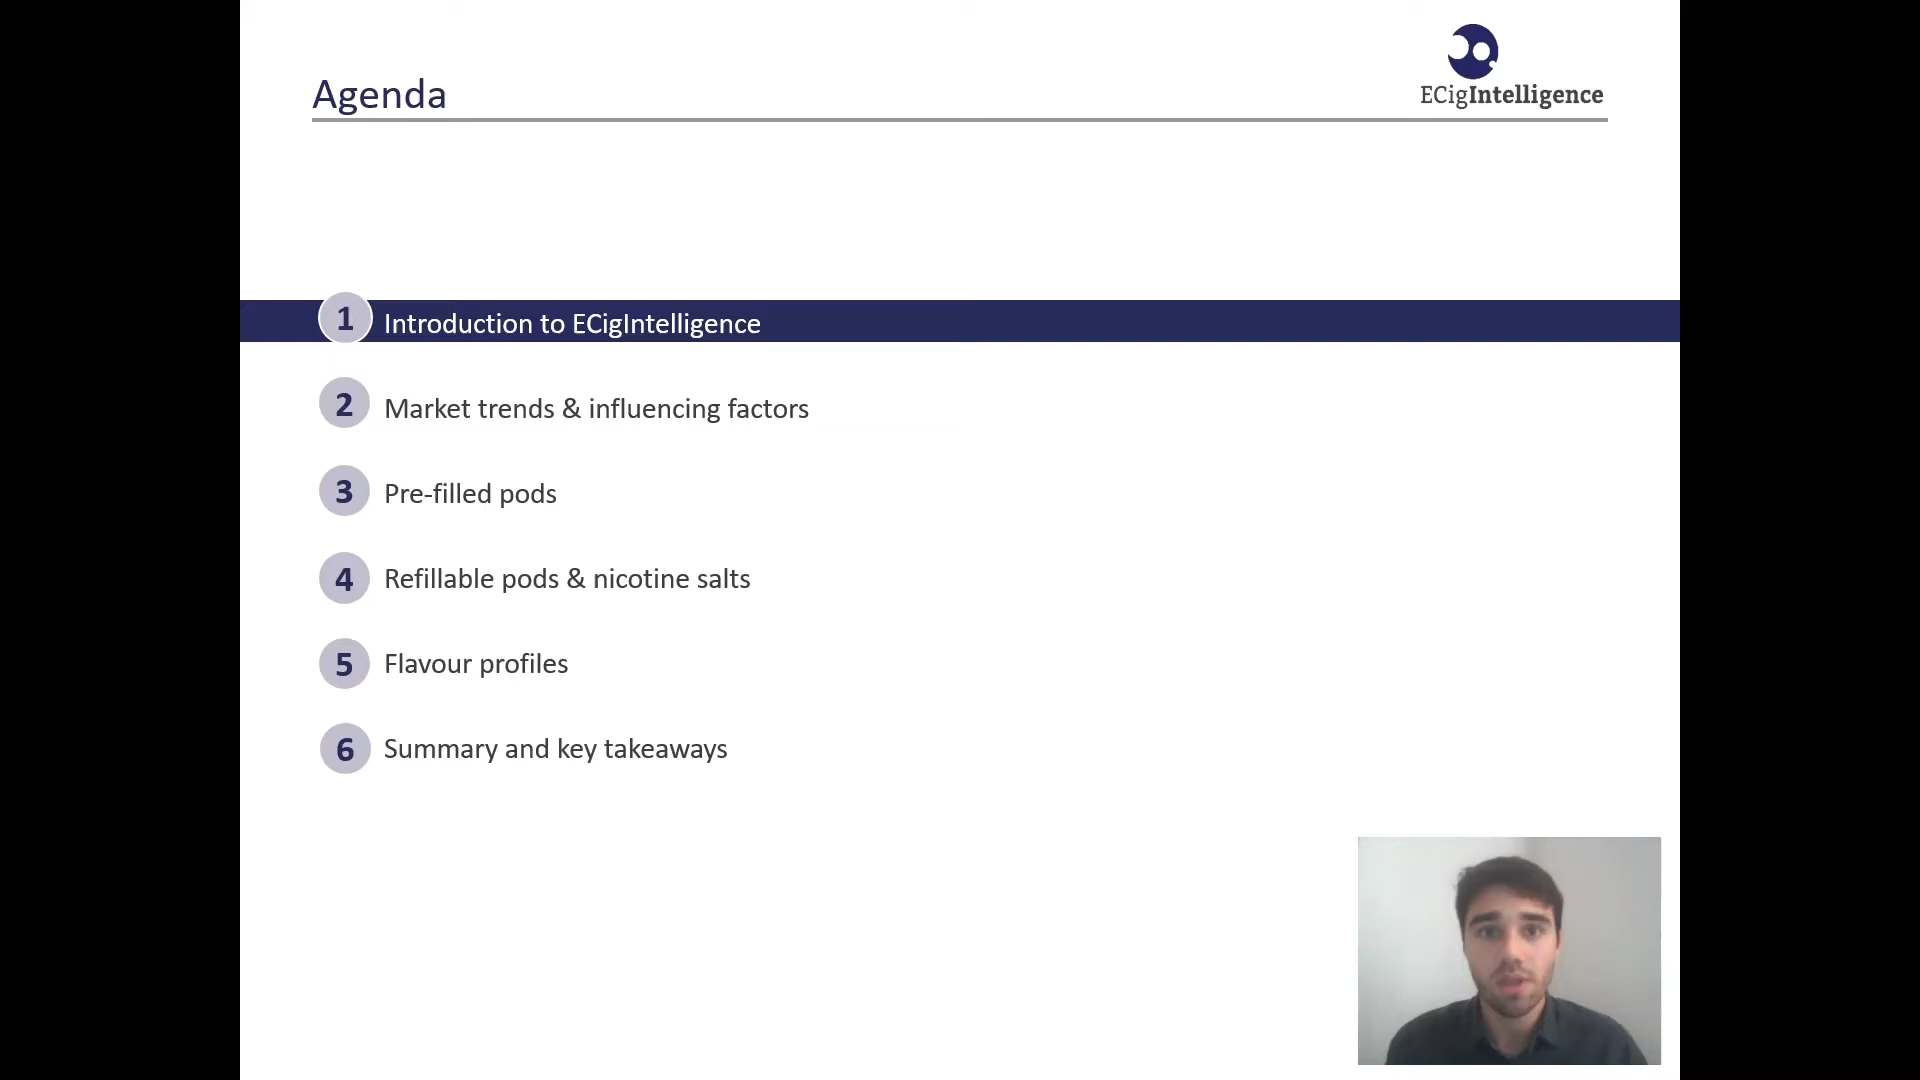 Agenda
ECigIntelligence
1 Introduction to ECigIntelligence
2 Market trends & influencing factors
3 Pre-filled pods
4 Refillable pods & nicotine salts
5 Flavour profiles
6 Summary and key takeaways